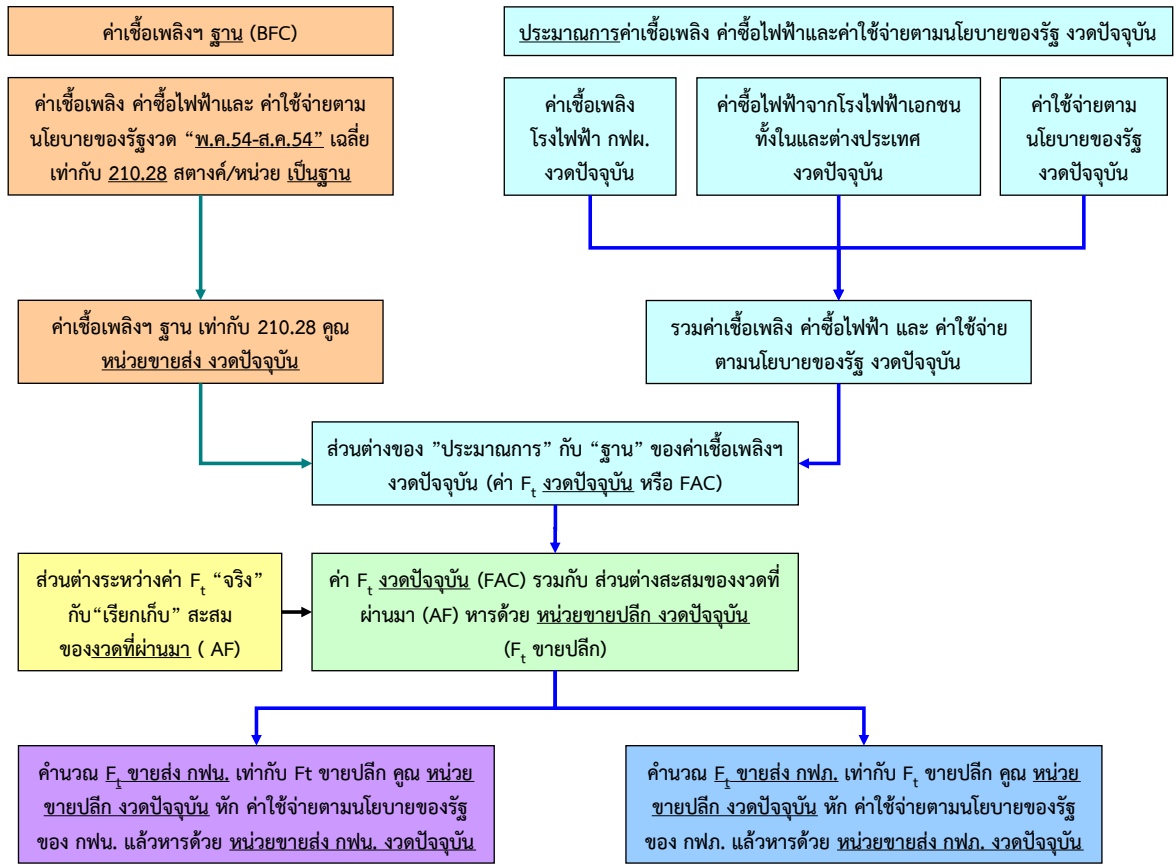 ค่าเชื้อเพลิงฯ ฐาน (BFC)
ประมาณการค่าเชื้อเพลิง ค่าซื้อไฟฟ้าและค่าใช้จ่ายตามนโยบายของรัฐ งวดปัจจุบัน
ค่าเชื้อเพลิง ค่าซื้อไฟฟ้าและ ค่าใช้จ่ายตาม
นโยบายของรัฐงวด “พ.ค.54-ส.ค.54” เฉลี่ย
เท่ากับ 210.28 สตางค์/หน่วย เป็นฐาน
ค่าเชื้อเพลิง
โรงไฟฟ้า กฟผ.
งวดปัจจุบัน
ค่าซื้อไฟฟ้าจากโรงไฟฟ้าเอกชน
ทั้งในและต่างประเทศ
งวดปัจจุบัน
ค่าใช้จ่ายตาม
นโยบายของรัฐ
งวดปัจจุบัน
ค่าเชื้อเพลิงฯ ฐาน เท่ากับ 210.28 คูณ
หน่วยขายส่ง งวดปัจจุบัน
รวมค่าเชื้อเพลิง ค่าซื้อไฟฟ้า และ ค่าใช้จ่าย
ตามนโยบายของรัฐ งวดปัจจุบัน
ส่วนต่างของ ”ประมาณการ” กับ “ฐาน” ของค่าเชื้อเพลิงฯ
งวดปัจจุบัน (ค่า Ft งวดปัจจุบัน หรือ FAC)
ส่วนต่างระหว่างค่า Ft “จริง”
กับ“เรียกเก็บ” สะสม
ของงวดที่ผ่านมา ( AF)
ค่า Ft งวดปัจจุบัน (FAC) รวมกับ ส่วนต่างสะสมของงวดที่
ผ่านมา (AF) หารด้วย หน่วยขายปลีก งวดปัจจุบัน
(Ft ขายปลีก)
คำนวณ Ft ขายส่ง กฟน. เท่ากับ Ft ขายปลีก คูณ หน่วย
ขายปลีก งวดปัจจุบัน หัก ค่าใช้จ่ายตามนโยบายของรัฐ
ของ กฟน. แล้วหารด้วย หน่วยขายส่ง กฟน. งวดปัจจุบัน
คำนวณ Ft ขายส่ง กฟภ. เท่ากับ Ft ขายปลีก คูณ หน่วย
ขายปลีก งวดปัจจุบัน หัก ค่าใช้จ่ายตามนโยบายของรัฐ
ของ กฟภ. แล้วหารด้วย หน่วยขายส่ง กฟภ. งวดปัจจุบัน